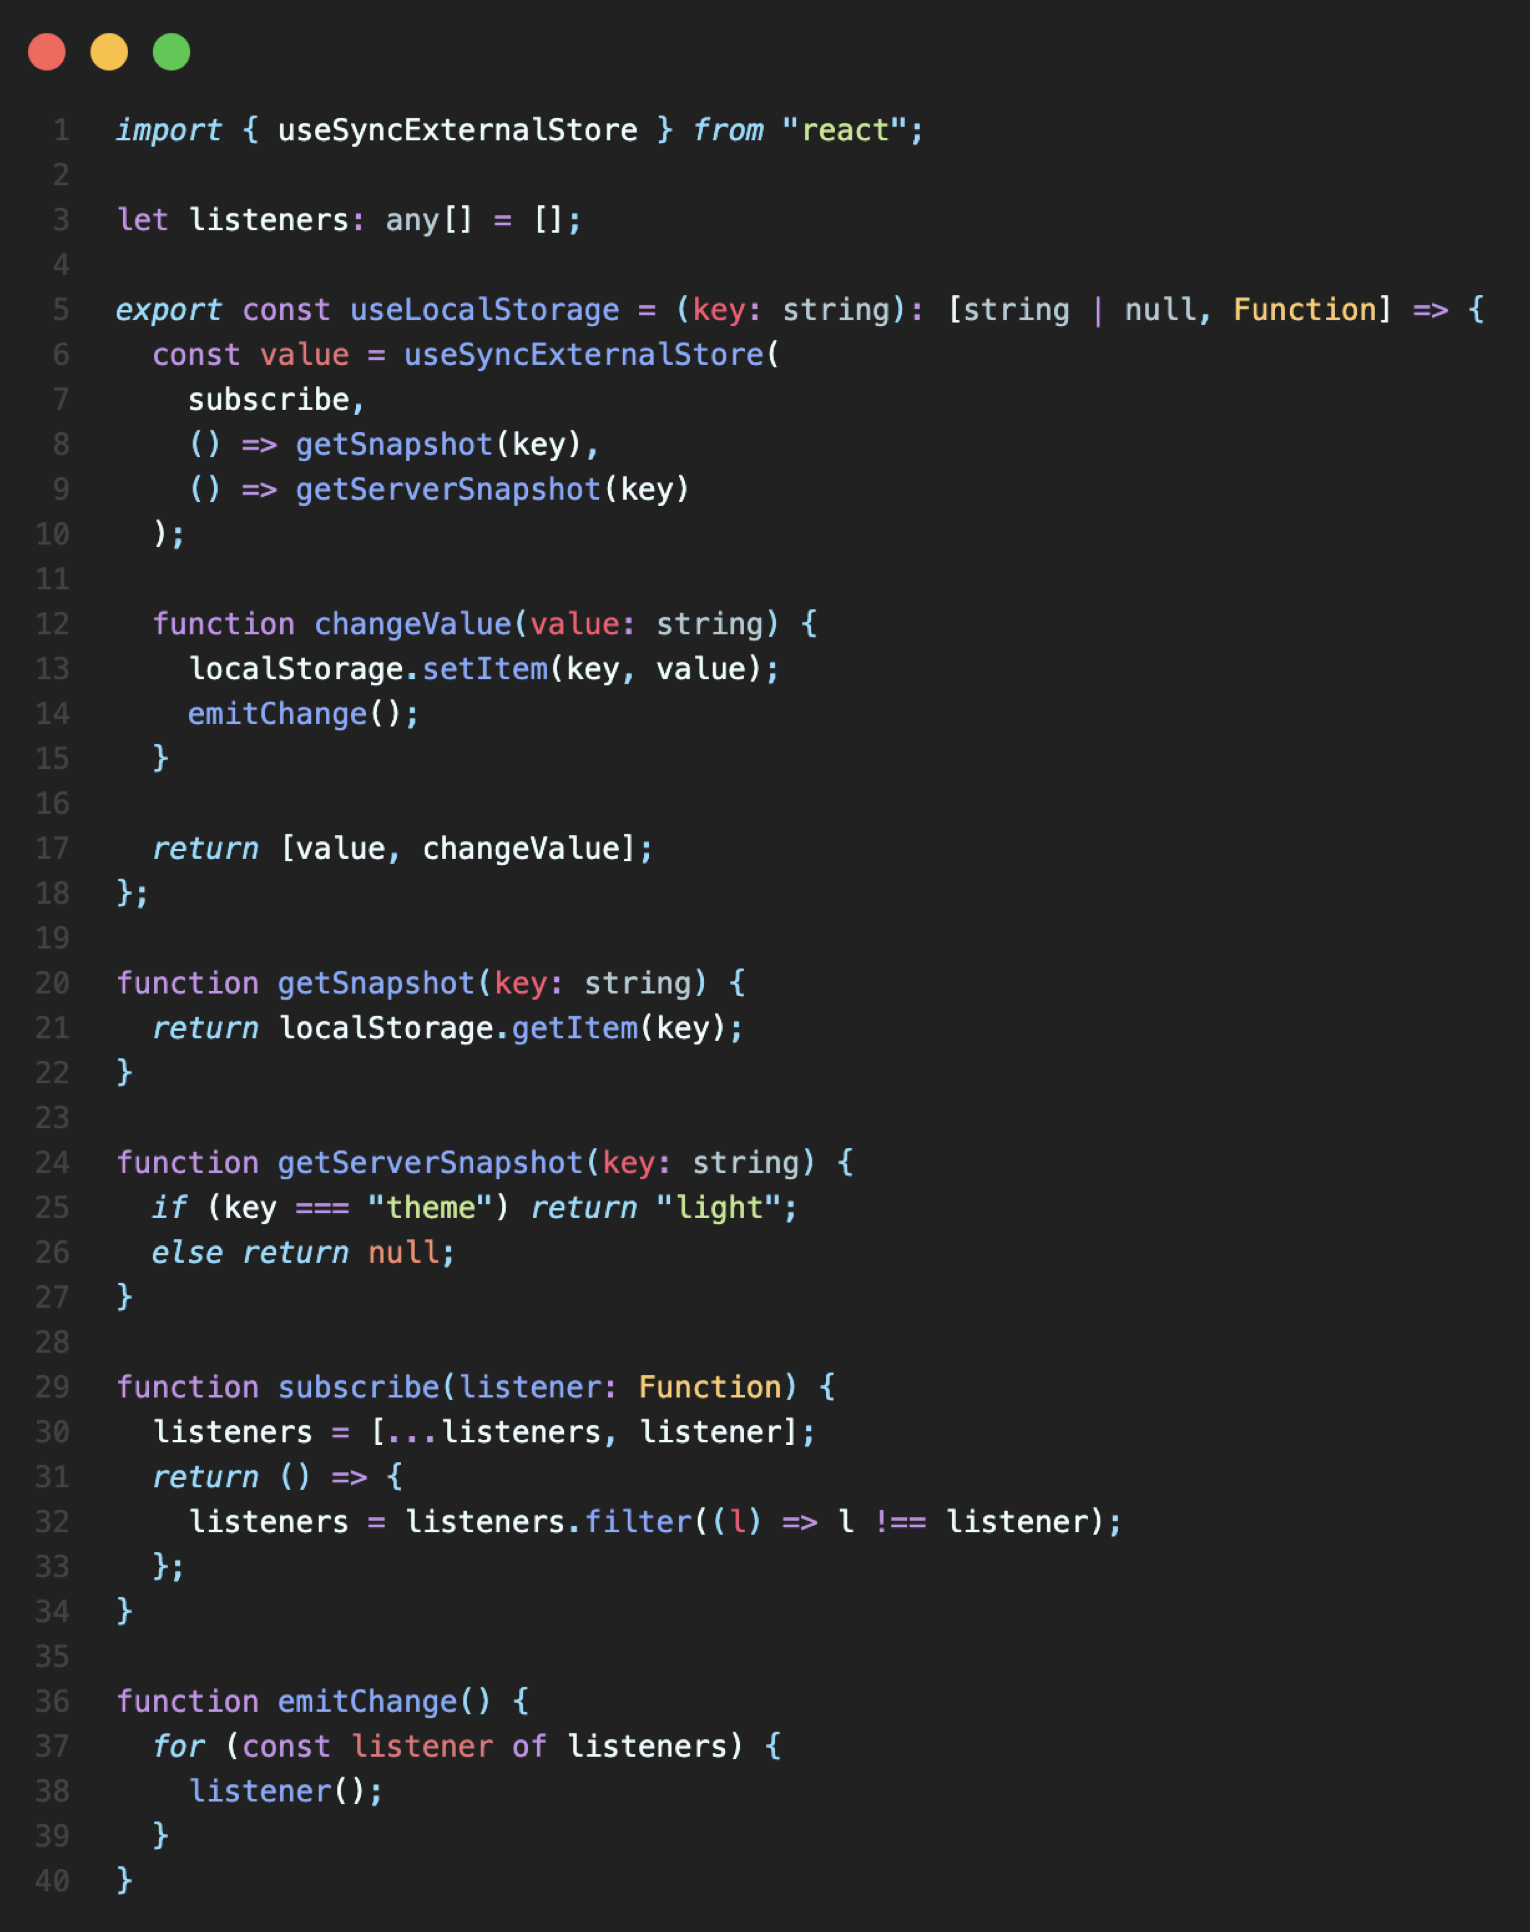 1 import { useSyncExternalStore } from "react";
2
3 let listeners: any[] = [];
4
5 export const useLocalStorage = (key: string): [string | null, Function] => {
6   const value = useSyncExternalStore(
7     subscribe,
8     () => getSnapshot(key),
9     () => getServerSnapshot(key)
10   );
11
12   function changeValue(value: string) {
13     localStorage.setItem(key, value);
14     emitChange();
15   }
16
17   return [value, changeValue];
18 };
19
20 function getSnapshot(key: string) {
21   return localStorage.getItem(key);
22 }
23
24 function getServerSnapshot(key: string) {
25   if (key === "theme") return "light";
26   else return null;
27 }
28
29 function subscribe(listener: Function) {
30   listeners = [...listeners, listener];
31   return () => {
32     listeners = listeners.filter((l) => l !== listener);
33   };
34 }
35
36 function emitChange() {
37   for (const listener of listeners) {
38     listener();
39   }
40 }